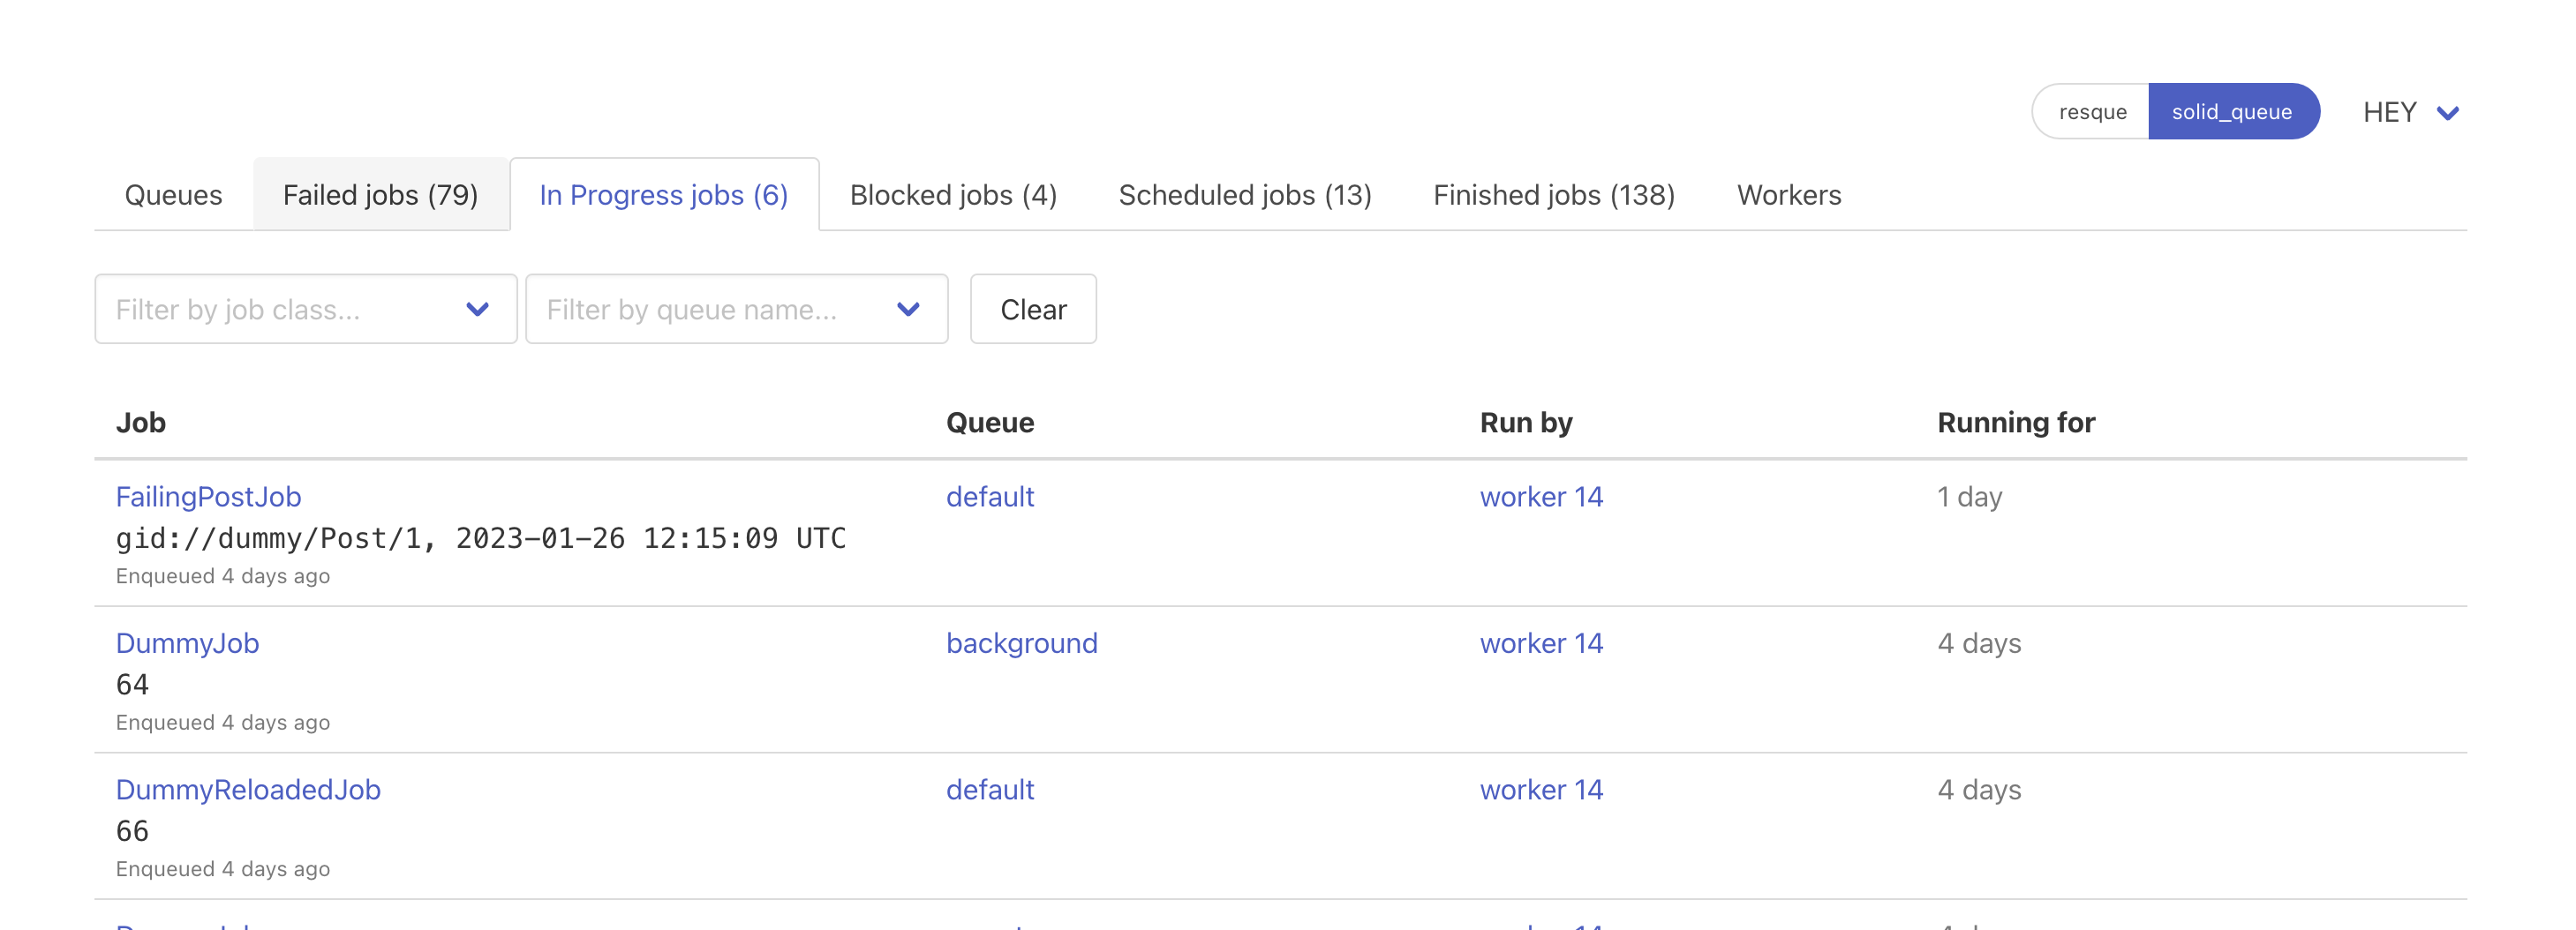 resque solid_queue HEY
Queues Failed jobs (79) In Progress jobs (6) Blocked jobs (4) Scheduled jobs (13) Finished jobs (138) Workers
Filter by job class... Filter by queue name... Clear
Job Queue Run by Running for
FailingPostJob default worker 14 1 day
gid://dummy/Post/1, 2023-01-26 12:15:09 UTC
Enqueued 4 days ago
DummyJob background worker 14 4 days
64
Enqueued 4 days ago
DummyReloadedJob default worker 14 4 days
66
Enqueued 4 days ago